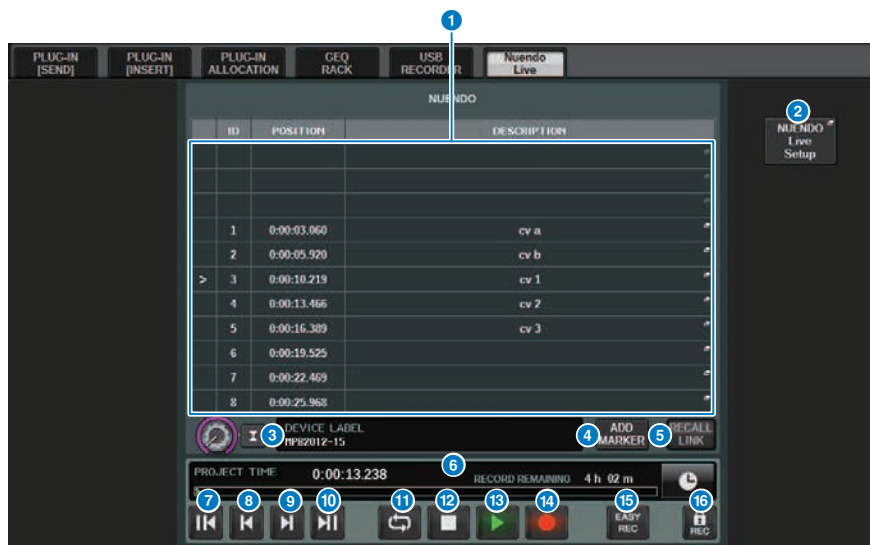 1
PLUG-IN [SEND]
PLUG-IN [INSERT]
PLUG-IN ALLOCATION
GEQ RACK
USB RECORDER
Nuendo Live
NUENDO
2
NUENDO Live Setup
ID POSITION DESCRIPTION
1 0:00:03.060 cv a
2 0:00:05.920 cv b
> 3 0:00:10.219 cv 1
4 0:00:13.466 cv 2
5 0:00:16.389 cv 3
6 0:00:19.525
7 0:00:22.469
8 0:00:25.968
3
DEVICE LABEL
MPB2012-15
4
ADD MARKER
5
RECALL LINK
PROJECT TIME 0:00:13.238
6
RECORD REMAINING 4 h 02 m
7 8 9 10 11 12 13 14 15 16
EASY REC
REC